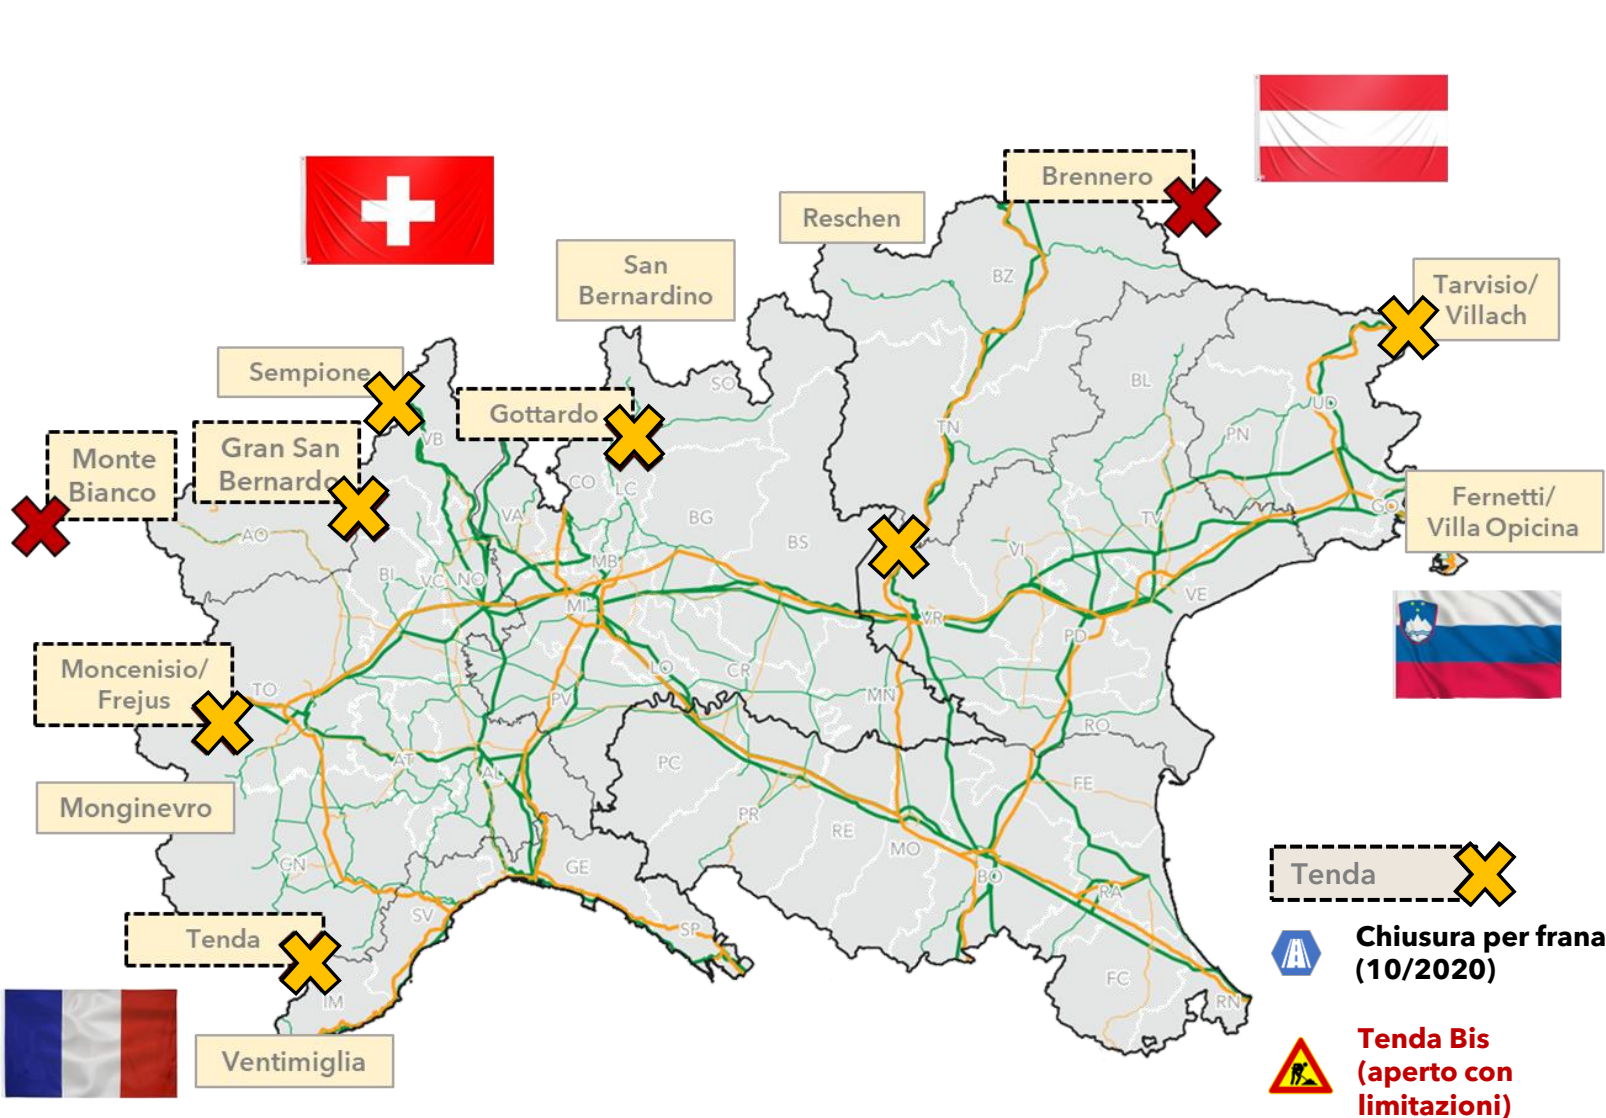 Brennero
Reschen
San
Bernardino
Tarvisio/
Villach
Sempione
Gottardo
Gran San
Bernardo
Monte
Bianco
Fernetti/
Villa Opicina
Moncenisio/
Frejus
Monginevro
Tenda
Ventimiglia
BZ
SO
BL
UD
TN
PN
VB
CO
LC
VA
BG
BS
TV
GO
AO
VI
MB
BI
VC
NO
MI
VE
VR
PD
LO
CR
TO
PV
MN
RO
AT
AL
PC
FE
PR
RE
MO
CN
GE
BO
RA
SV
SP
FC
IM
RN
Tenda
Chiusura per frana
(10/2020)
Tenda Bis
(aperto con
limitazioni)